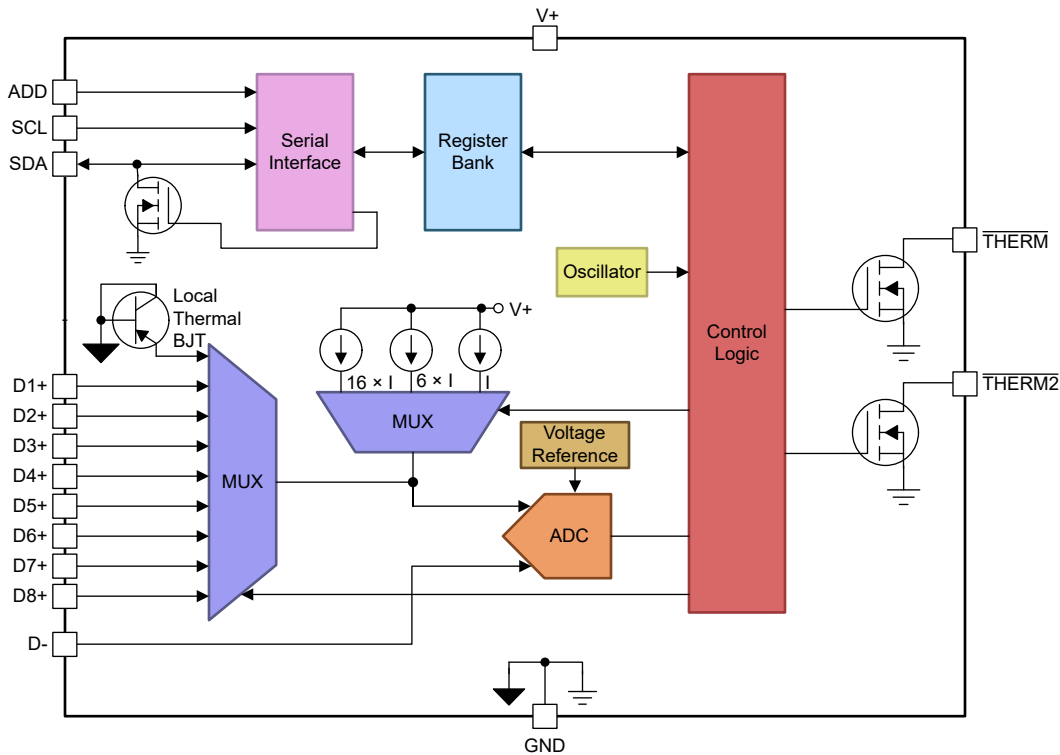 V+
ADD
SCL
SDA
Serial
Interface
Register
Bank
THERM
Oscillator
Local
Thermal
BJT
V+
Control
Logic
16 × I
6 × I
I
THERM2
D1+
D2+
D3+
D4+
D5+
D6+
D7+
D8+
D-
MUX
MUX
Voltage
Reference
ADC
GND